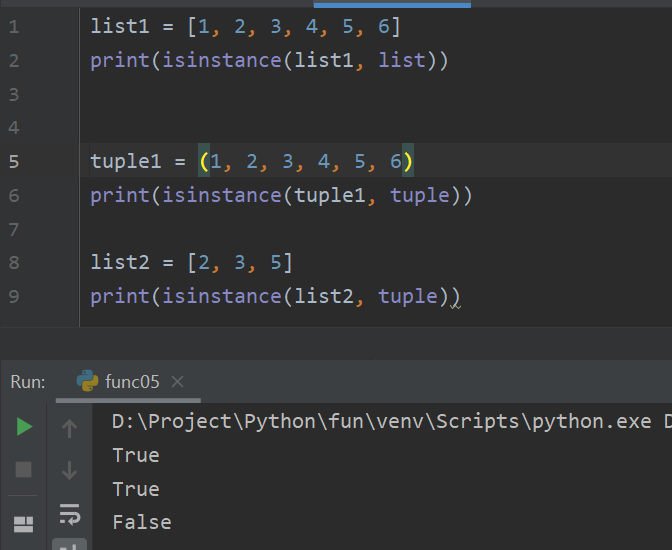 1 list1 = [1, 2, 3, 4, 5, 6]
2 print(isinstance(list1, list))
3
4
5 tuple1 = (1, 2, 3, 4, 5, 6)
6 print(isinstance(tuple1, tuple))
7
8 list2 = [2, 3, 5]
9 print(isinstance(list2, tuple))
Run: func05
D:\Project\Python\fun\venv\Scripts\python.exe D
True
True
False